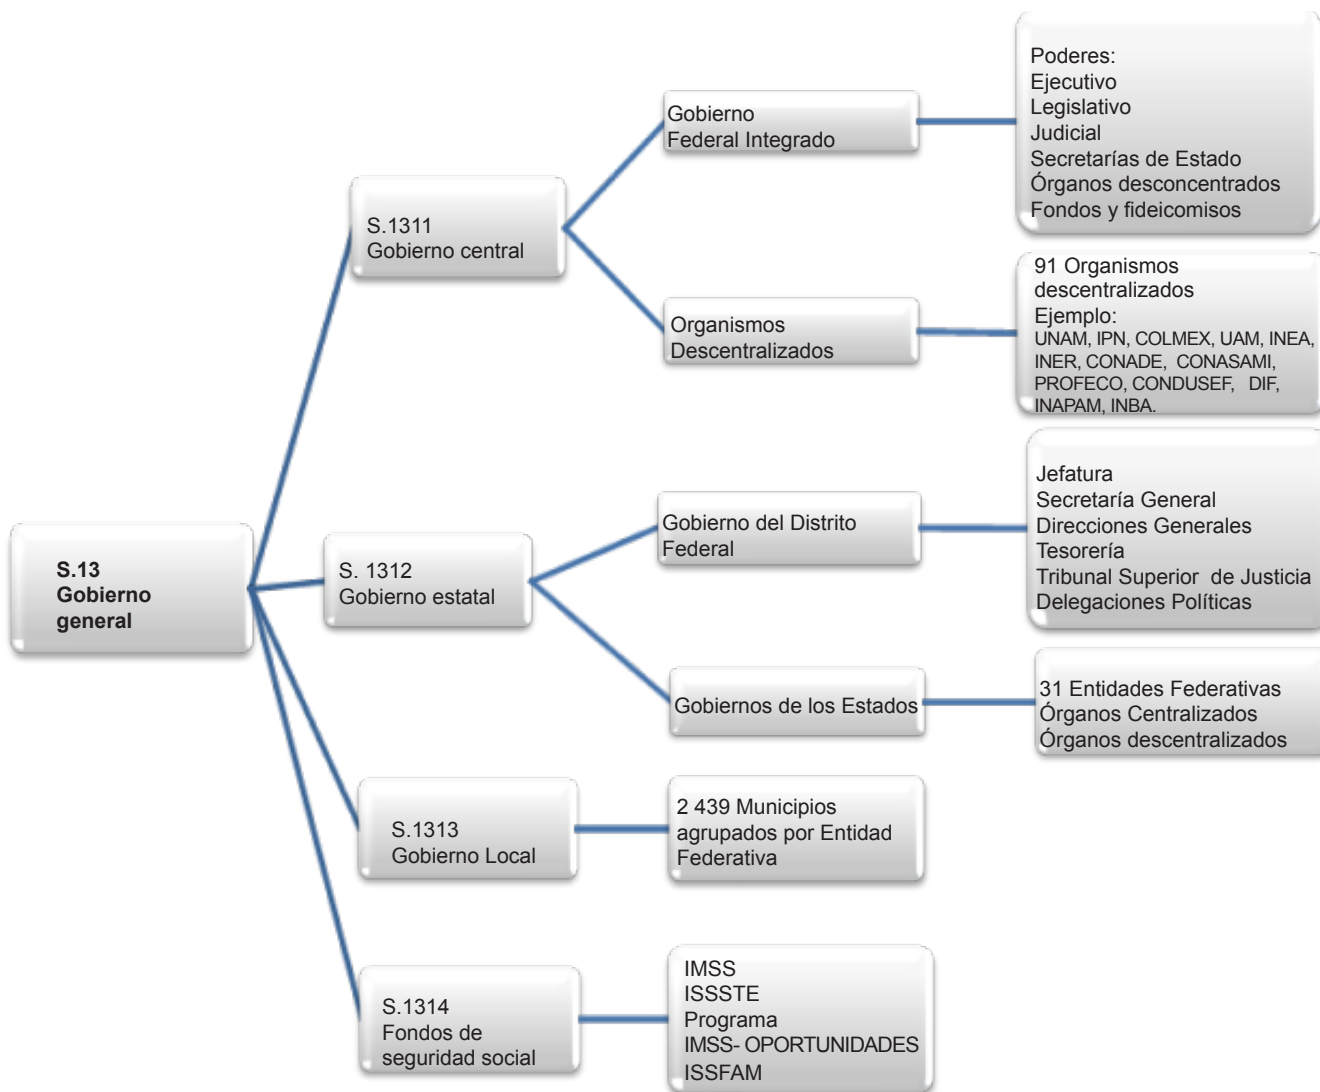 S.13
Gobierno
general
S.1311
Gobierno central
Gobierno
Federal Integrado
Poderes:
Ejecutivo
Legislativo
Judicial
Secretarías de Estado
Órganos desconcentrados
Fondos y fideicomisos
Organismos
Descentralizados
91 Organismos
descentralizados
Ejemplo:
UNAM, IPN, COLMEX, UAM, INEA,
INER, CONADE, CONASAMI,
PROFECO, CONDUSEF, DIF,
INAPAM, INBA.
S. 1312
Gobierno estatal
Gobierno del Distrito
Federal
Jefatura
Secretaría General
Direcciones Generales
Tesorería
Tribunal Superior de Justicia
Delegaciones Políticas
Gobiernos de los Estados
31 Entidades Federativas
Órganos Centralizados
Órganos descentralizados
S.1313
Gobierno Local
2 439 Municipios
agrupados por Entidad
Federativa
S.1314
Fondos de
seguridad social
IMSS
ISSSTE
Programa
IMSS- OPORTUNIDADES
ISSFAM